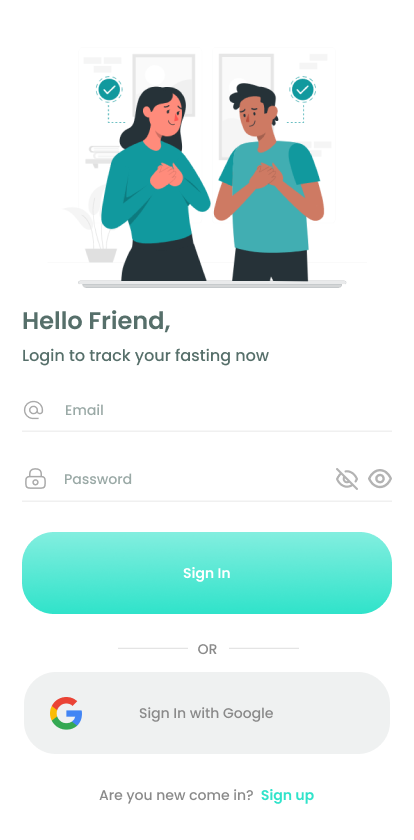 Hello Friend,
Login to track your fasting now
Email
Password
Sign In
OR
Sign In with Google
Are you new come in? Sign up